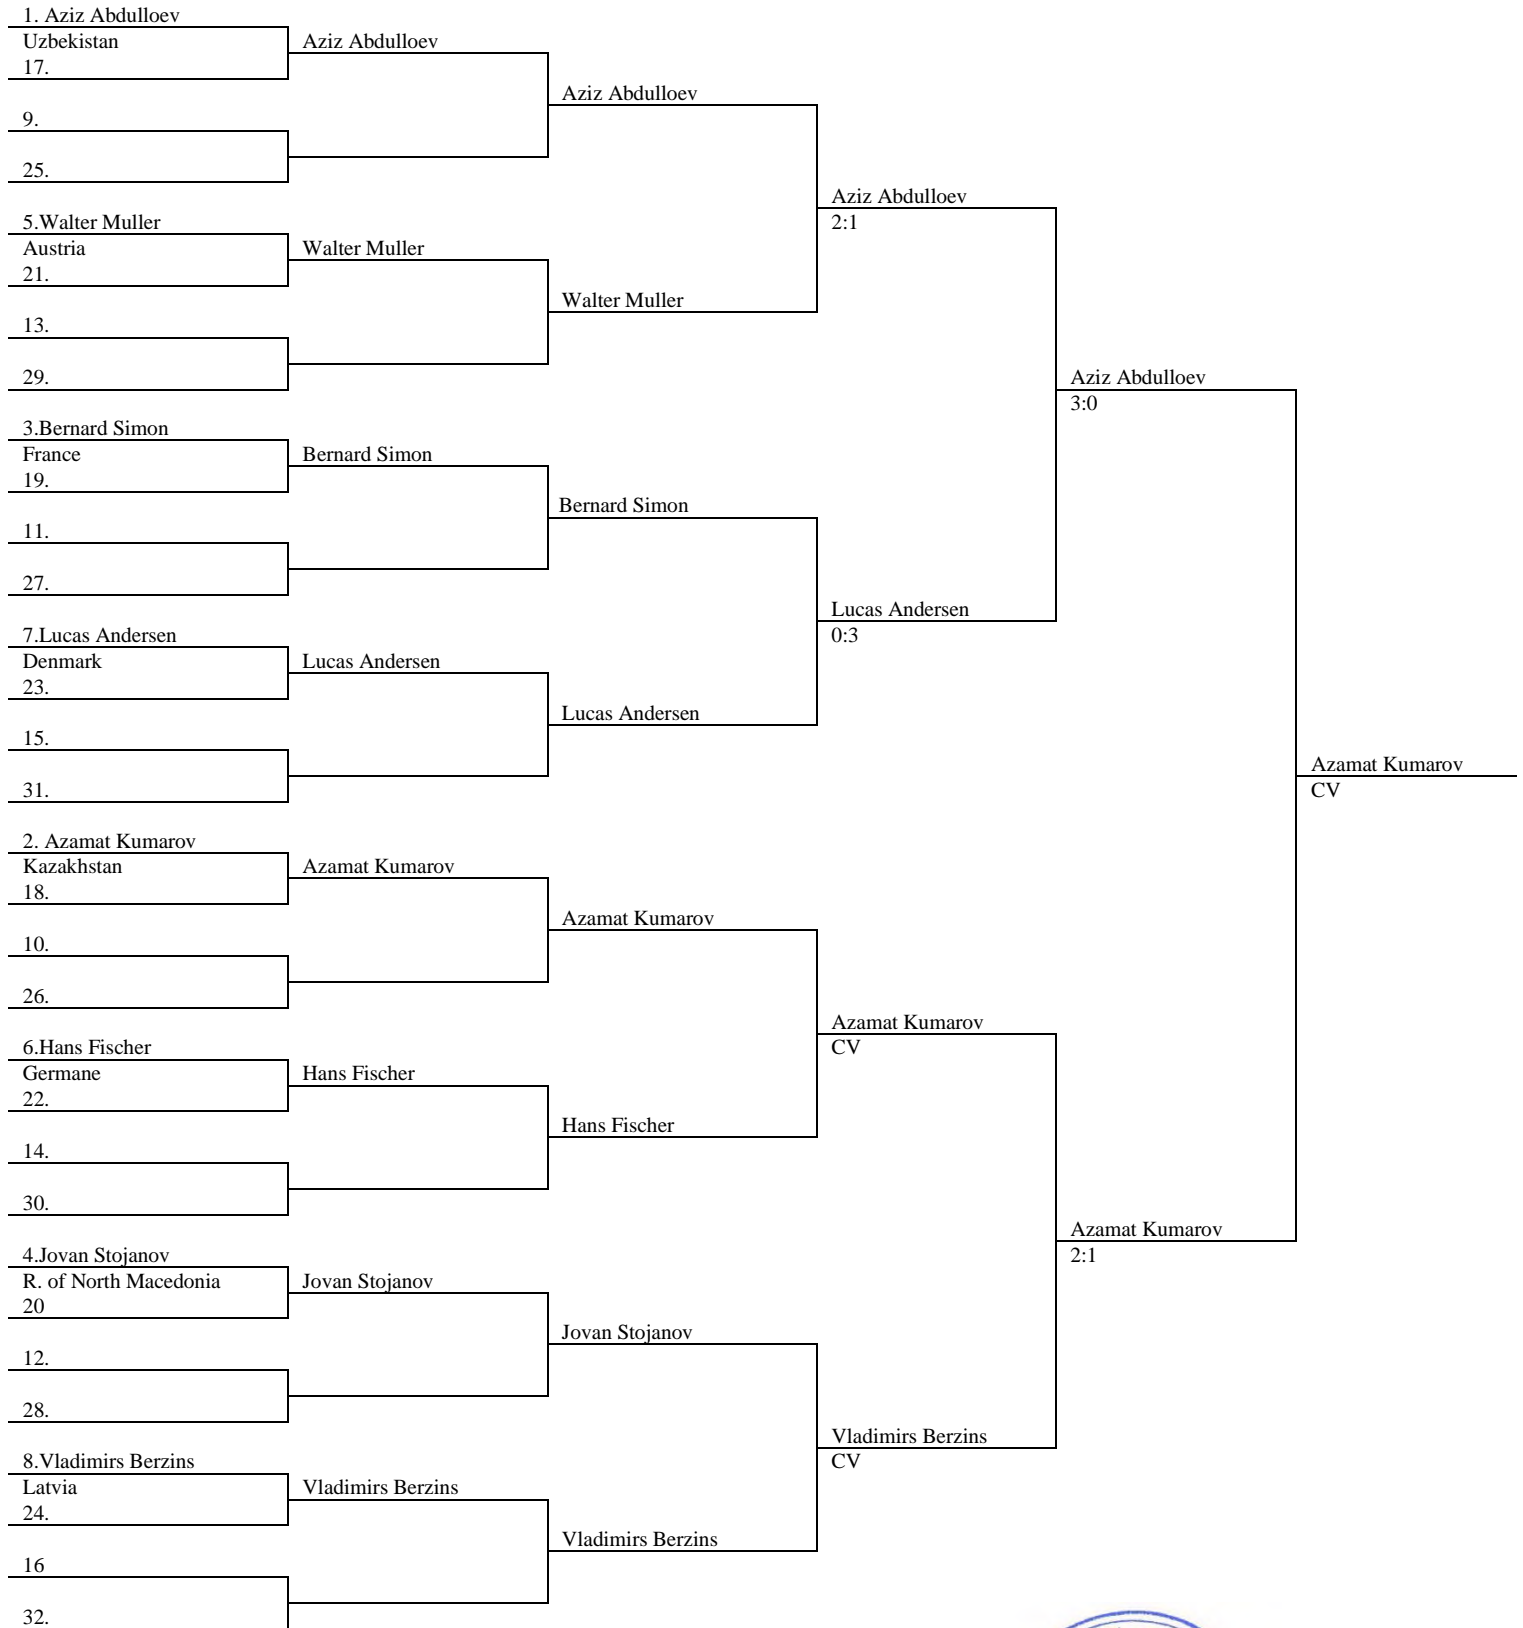 1. Aziz Abdulloev
Uzbekistan
17.
9.
25.
5.Walter Muller
Austria
21.
13.
29.
3.Bernard Simon
France
19.
11.
27.
7.Lucas Andersen
Denmark
23.
15.
31.
2. Azamat Kumarov
Kazakhstan
18.
10.
26.
6.Hans Fischer
Germane
22.
14.
30.
4.Jovan Stojanov
R. of North Macedonia
20
12.
28.
8.Vladimirs Berzins
Latvia
24.
16
32.
Aziz Abdulloev
Walter Muller
Bernard Simon
Lucas Andersen
Azamat Kumarov
Hans Fischer
Jovan Stojanov
Vladimirs Berzins
Aziz Abdulloev
Walter Muller
Bernard Simon
Lucas Andersen
Azamat Kumarov
Hans Fischer
Jovan Stojanov
Vladimirs Berzins
Aziz Abdulloev
2:1
Lucas Andersen
0:3
Azamat Kumarov
CV
Vladimirs Berzins
CV
Aziz Abdulloev
3:0
Azamat Kumarov
2:1
Azamat Kumarov
CV